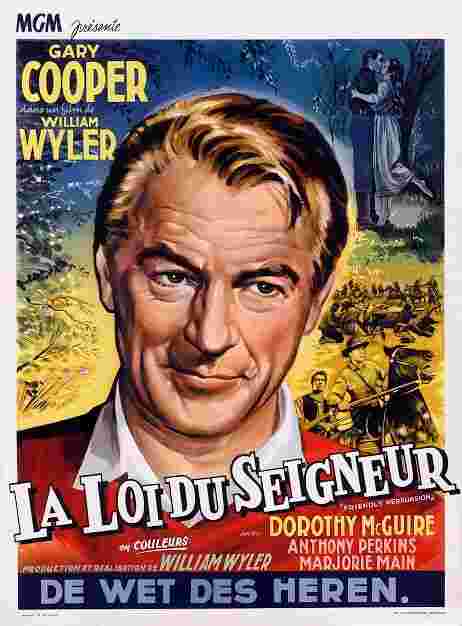 MGM présente
GARY
COOPER
dans un film de
WILLIAM
WYLER
LA LOI DU SEIGNEUR
"FRIENDLY PERSUASION"
avec DOROTHY McGUIRE
EN COULEURS
ANTHONY PERKINS
PRODUCTION ET REALISATION DE WILLIAM WYLER
MARJORIE MAIN
DE WET DES HEREN.